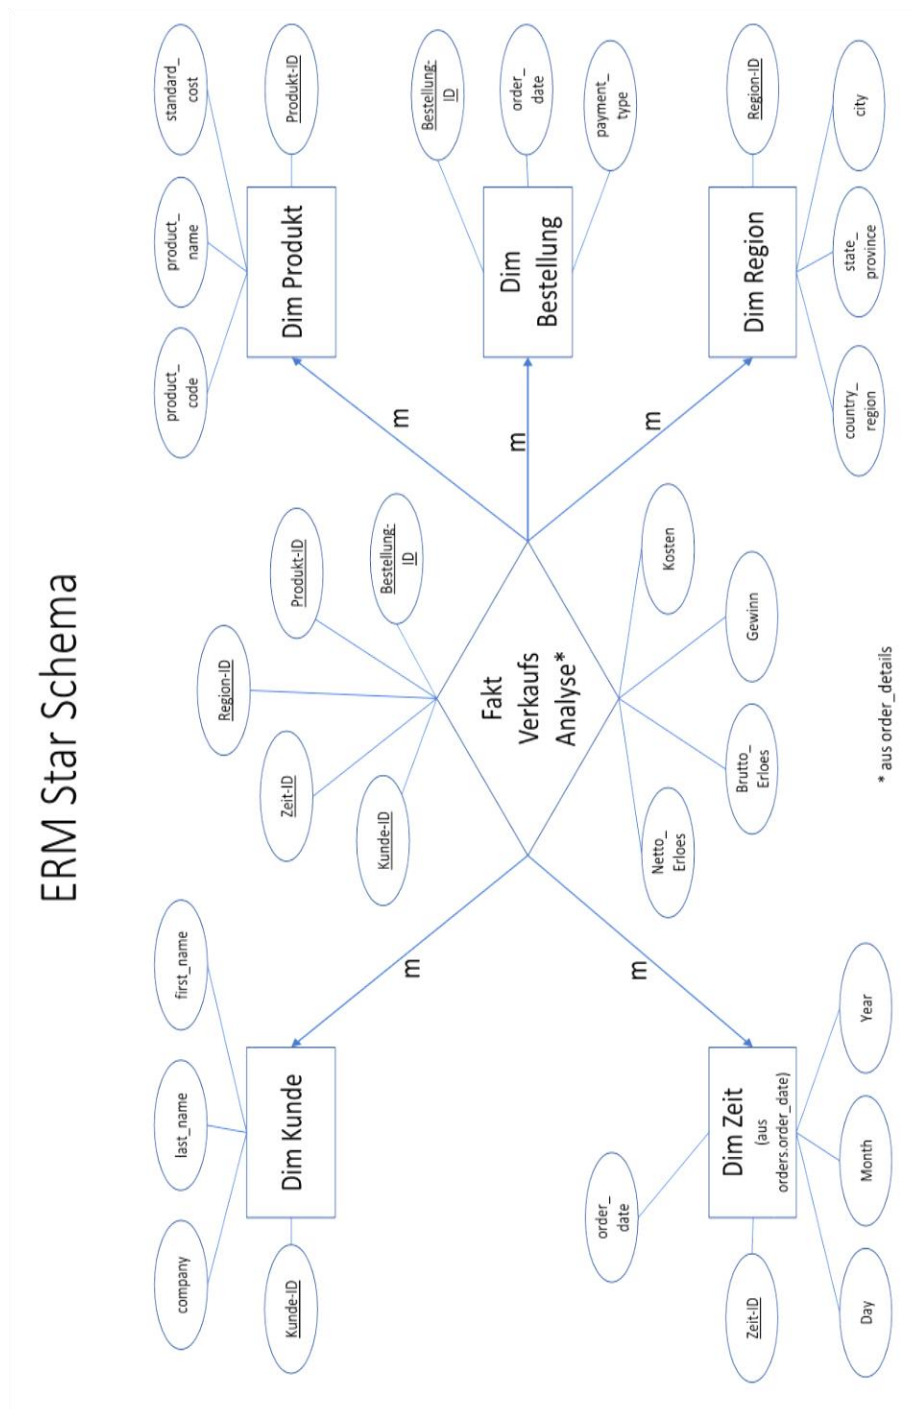 ERM Star Schema
company
last_name
first_name
Kunde-ID
Dim Kunde
m
Kunde-ID
Zeit-ID
Region-ID
Produkt-ID
Bestellung-
ID
product_
code
product_
name
standard_
cost
Produkt-ID
Dim Produkt
m
Fakt
Verkaufs
Analyse*
m
Dim
Bestellung
Bestellung-
ID
order_
date
payment_
type
order_
date
Zeit-ID
Dim Zeit
(aus
orders.order_date)
m
Day
Month
Year
Netto_
Erloes
Brutto_
Erloes
Gewinn
Kosten
m
Dim Region
Region-ID
country_
region
state_
province
city
* aus order_details